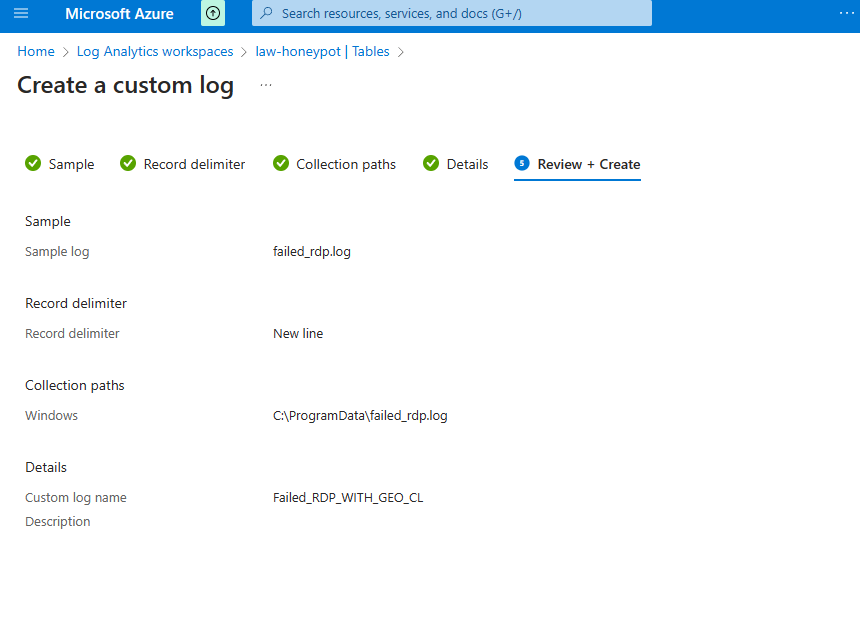 Microsoft Azure
Search resources, services, and docs (G+/)
Home > Log Analytics workspaces > law-honeypot | Tables >
Create a custom log ...
Sample Record delimiter Collection paths Details 5 Review + Create
Sample
Sample log failed_rdp.log
Record delimiter
Record delimiter New line
Collection paths
Windows C:\ProgramData\failed_rdp.log
Details
Custom log name Failed_RDP_WITH_GEO_CL
Description